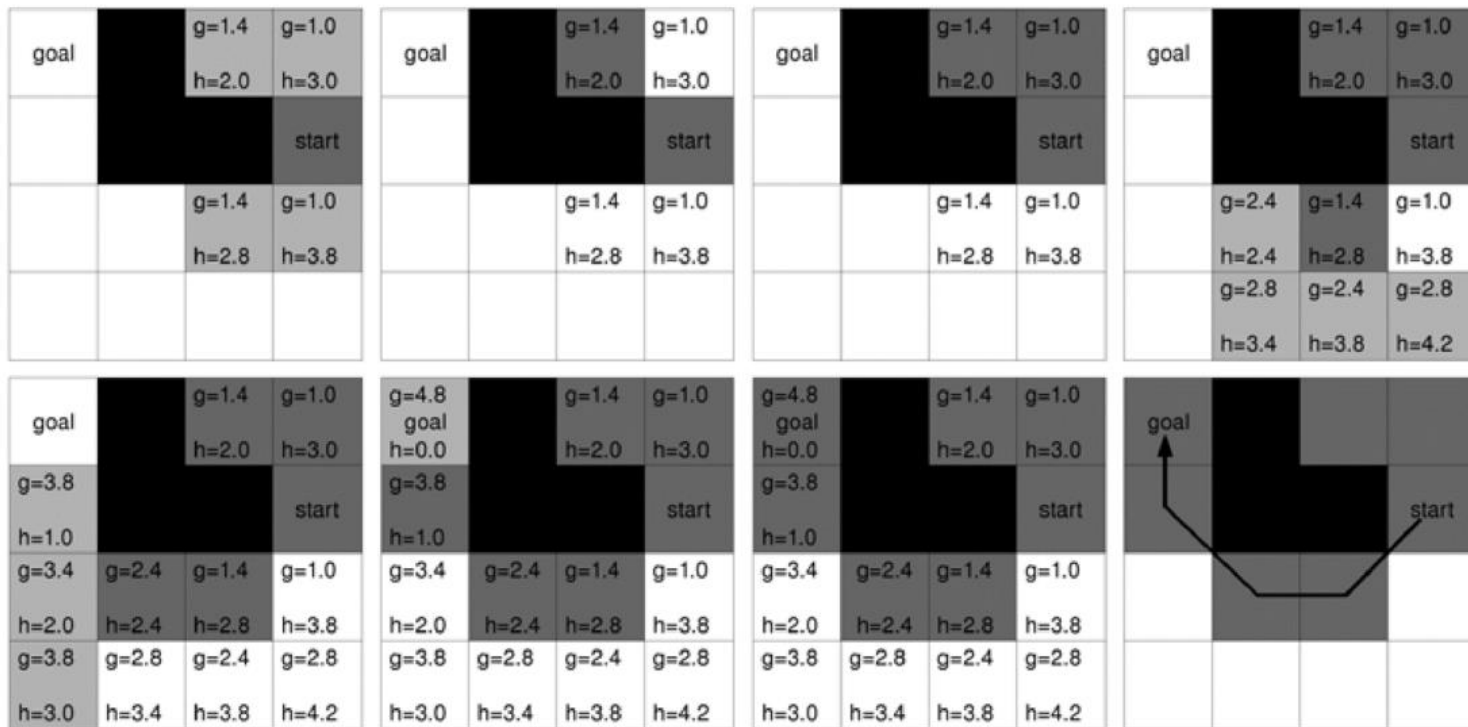 g=1.4 g=1.0
goal
h=2.0 h=3.0
start
g=1.4 g=1.0
h=2.8 h=3.8
g=1.4 g=1.0
goal
h=2.0 h=3.0
start
g=1.4 g=1.0
h=2.8 h=3.8
g=1.4 g=1.0
goal
h=2.0 h=3.0
start
g=1.4 g=1.0
h=2.8 h=3.8
g=1.4 g=1.0
goal
h=2.0 h=3.0
start
g=2.4 g=1.4 g=1.0
h=2.4 h=2.8 h=3.8
g=2.8 g=2.4 g=2.8
h=3.4 h=3.8 h=4.2
g=1.4 g=1.0
goal
h=2.0 h=3.0
g=3.8
start
h=1.0
g=3.4 g=2.4 g=1.4 g=1.0
h=2.0 h=2.4 h=2.8 h=3.8
g=3.8 g=2.8 g=2.4 g=2.8
h=3.0 h=3.4 h=3.8 h=4.2
g=4.8 g=1.4 g=1.0
goal
h=0.0 h=2.0 h=3.0
g=3.8
start
h=1.0
g=3.4 g=2.4 g=1.4 g=1.0
h=2.0 h=2.4 h=2.8 h=3.8
g=3.8 g=2.8 g=2.4 g=2.8
h=3.0 h=3.4 h=3.8 h=4.2
g=4.8 g=1.4 g=1.0
goal
h=0.0 h=2.0 h=3.0
g=3.8
start
h=1.0
g=3.4 g=2.4 g=1.4 g=1.0
h=2.0 h=2.4 h=2.8 h=3.8
g=3.8 g=2.8 g=2.4 g=2.8
h=3.0 h=3.4 h=3.8 h=4.2
goal
start